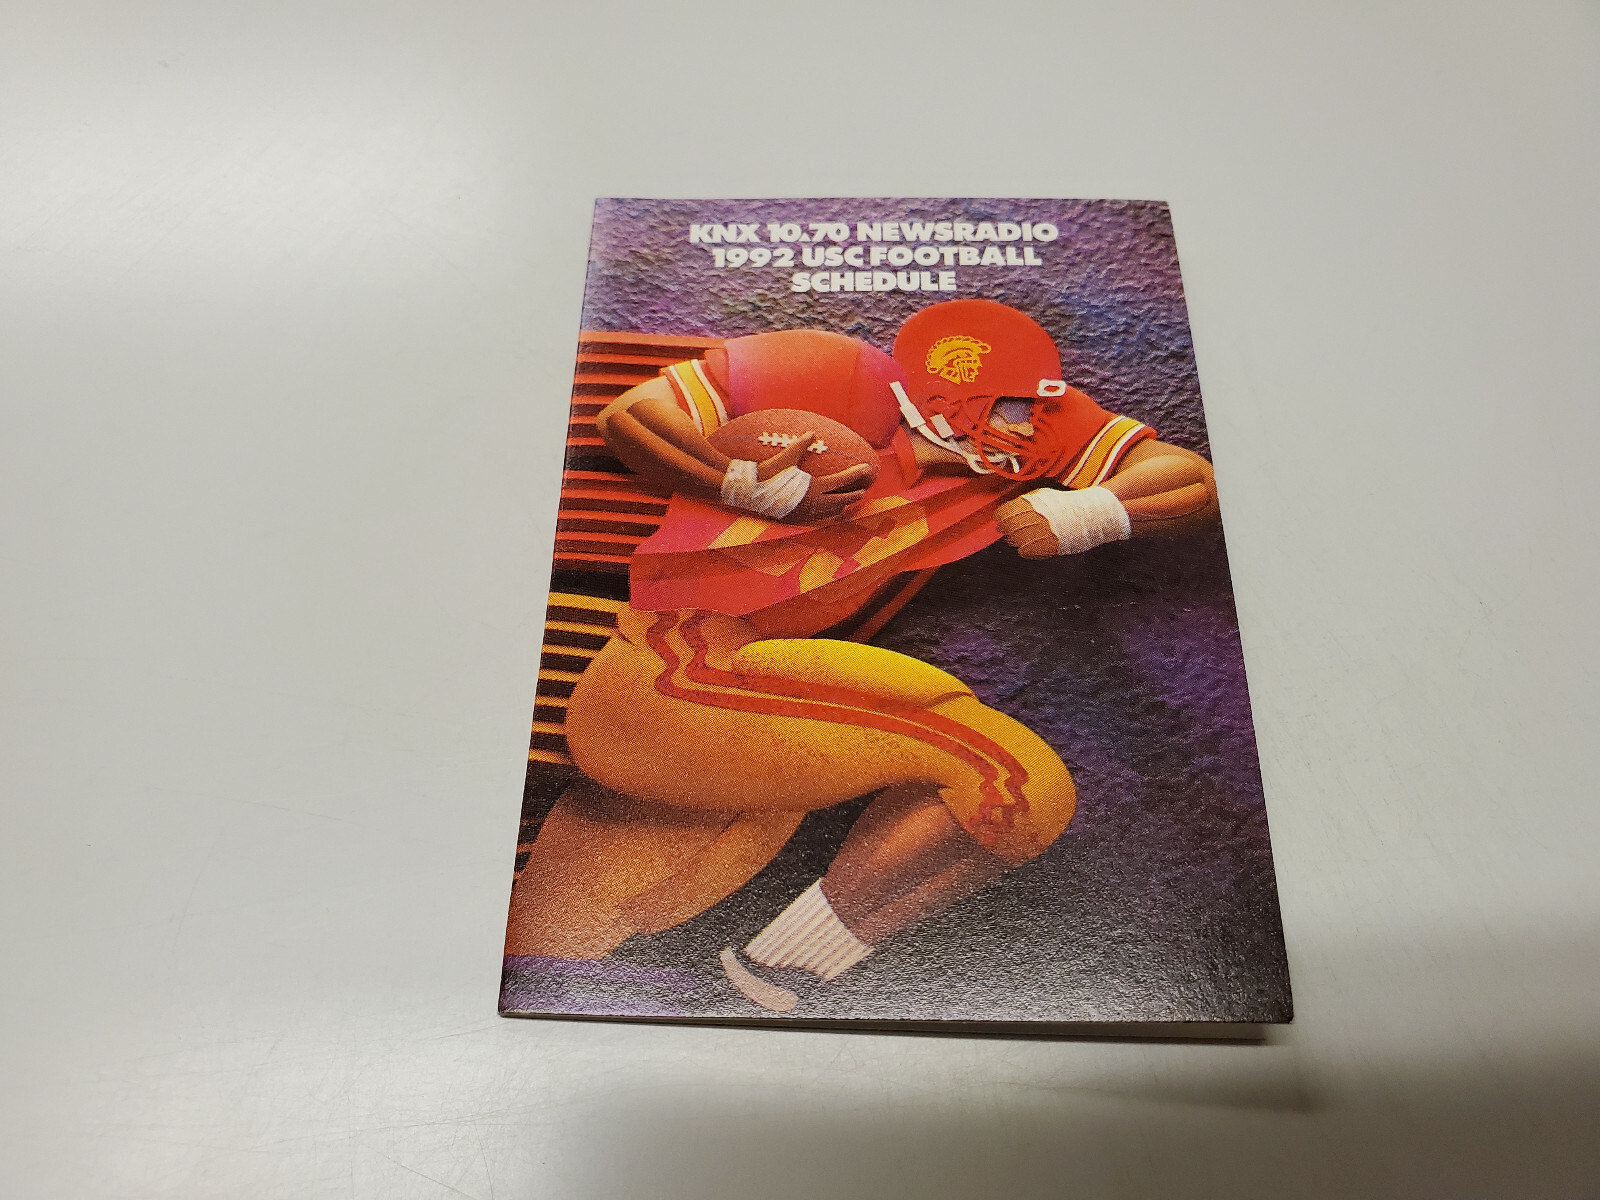 KNX 10.70 NEWSRADIO
1992 USC FOOTBALL
SCHEDULE